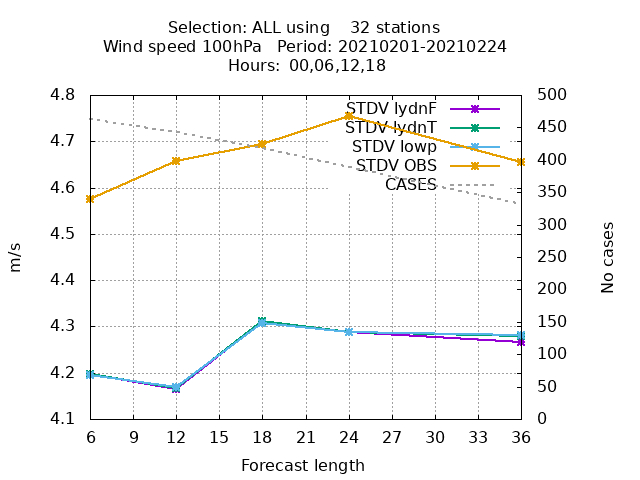 Selection: ALL using 32 stations
Wind speed 100hPa Period: 20210201-20210224
Hours: 00,06,12,18
4.8
4.7
4.6
4.5
4.4
4.3
4.2
4.1
500
450
400
350
300
250
200
150
100
50
0
STDV lydnF
STDV lydnT
STDV lowp
STDV OBS
CASES
m/s
No cases
6 9 12 15 18 21 24 27 30 33 36
Forecast length